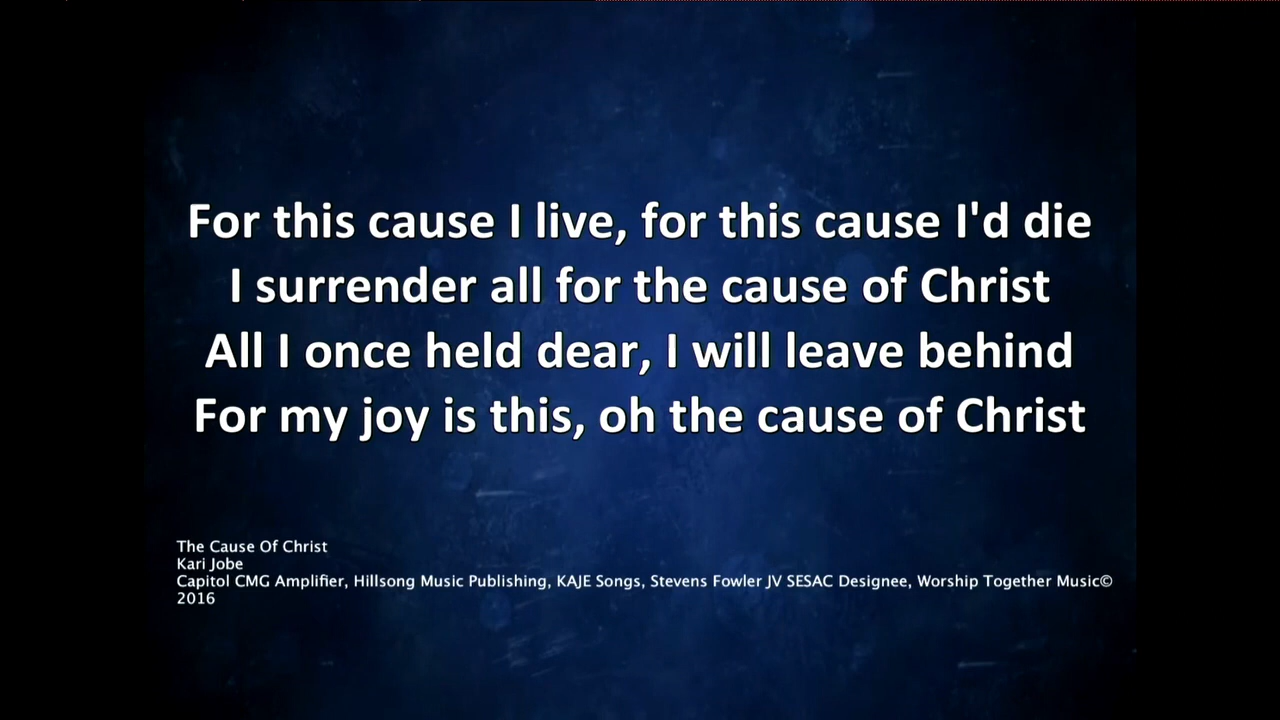 For this cause I live, for this cause I'd die
I surrender all for the cause of Christ
All I once held dear, I will leave behind
For my joy is this, oh the cause of Christ
The Cause Of Christ
Kari Jobe
Capitol CMG Amplifier, Hillsong Music Publishing, KAJE Songs, Stevens Fowler JV SESAC Designee, Worship Together Music©
2016